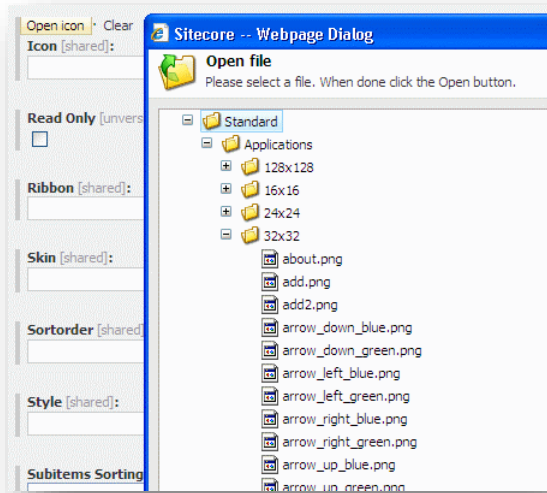 Open icon · Clear
Icon [shared]:
Read Only [unvers
Ribbon [shared]:
Skin [shared]:
Sortorder [shared]
Style [shared]:
Subitems Sorting
Sitecore -- Webpage Dialog
Open file
Please select a file. When done click the Open button.
Standard
Applications
128x128
16x16
24x24
32x32
about.png
add.png
add2.png
arrow_down_blue.png
arrow_down_green.png
arrow_left_blue.png
arrow_left_green.png
arrow_right_blue.png
arrow_right_green.png
arrow_up_blue.png
arrow_up_green.png